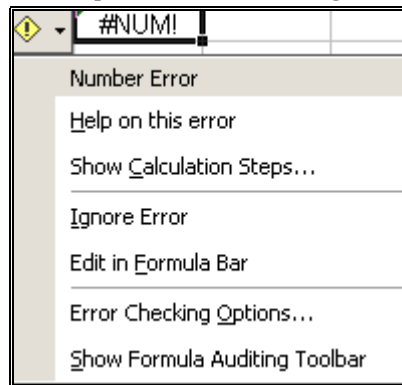 #NUM!
Number Error
Help on this error
Show Calculation Steps...
Ignore Error
Edit in Formula Bar
Error Checking Options...
Show Formula Auditing Toolbar